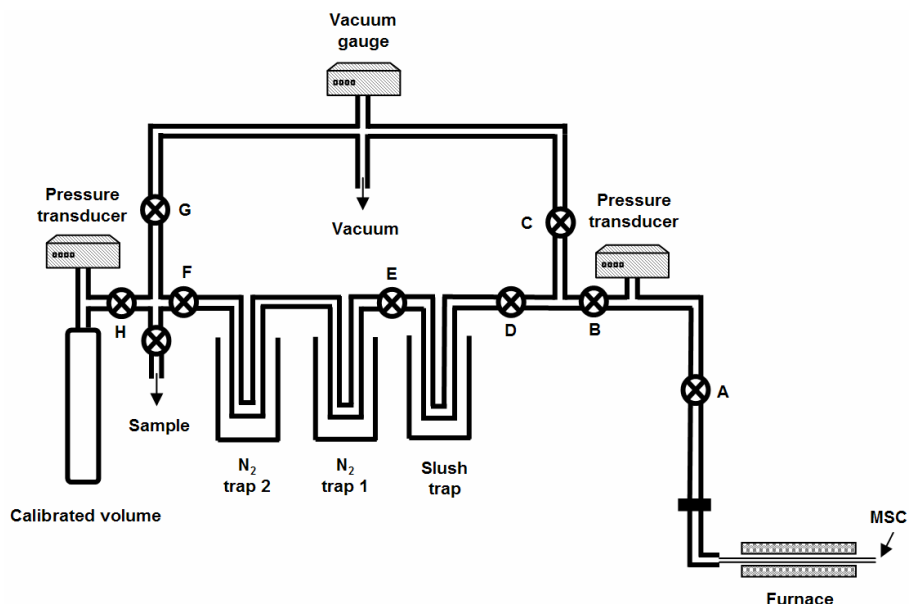 Vacuum
gauge
Pressure
transducer
G
Vacuum
C
Pressure
transducer
F
E
H
D
B
A
Sample
N₂
trap 2
N₂
trap 1
Slush
trap
Calibrated volume
MSC
Furnace